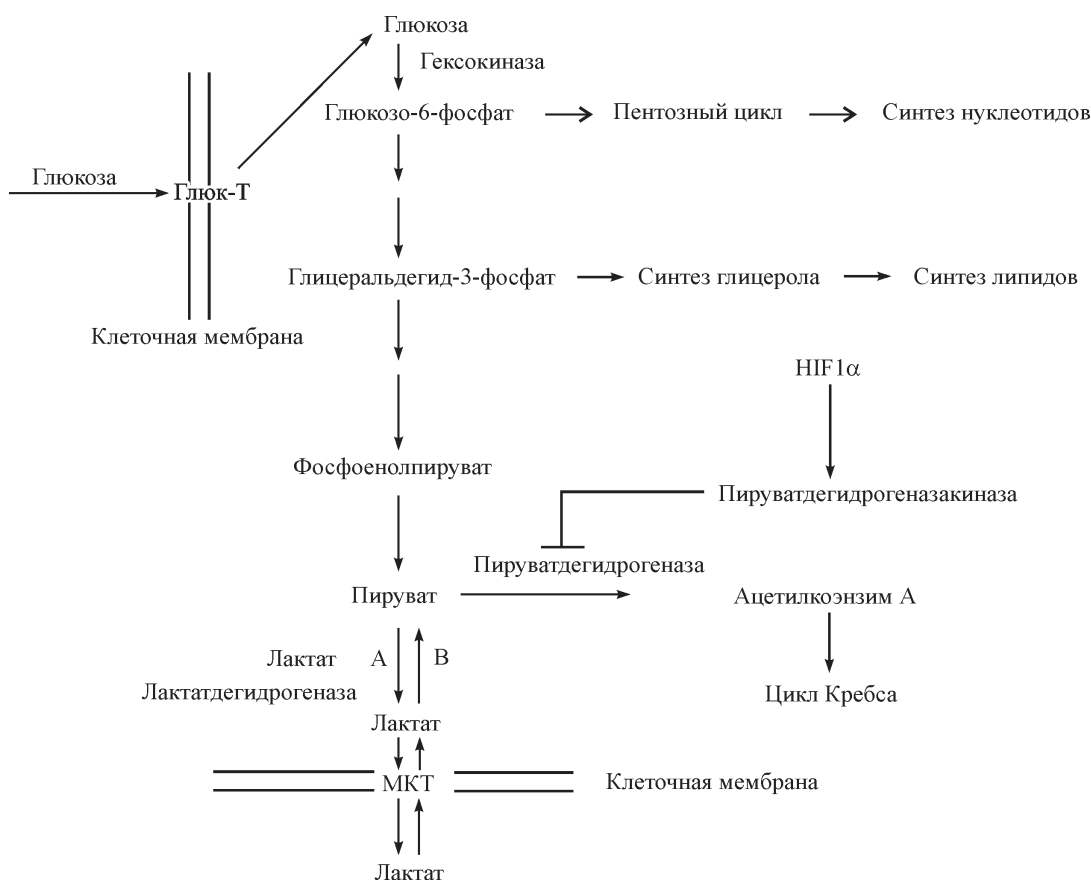 Глюкоза
Гексокиназа
Глюкозо-6-фосфат
Пентозный цикл
Синтез нуклеотидов
Глюкоза
Глюк-Т
Глицеральдегид-3-фосфат
Синтез глицерола
Синтез липидов
Клеточная мембрана
HIF1α
Фосфоенолпируват
Пируватдегидрогеназакиназа
Пируватдегидрогеназа
Пируват
Ацетилкоэнзим А
Лактат
А
В
Лактатдегидрогеназа
Цикл Кребса
Лактат
МКТ
Клеточная мембрана
Лактат